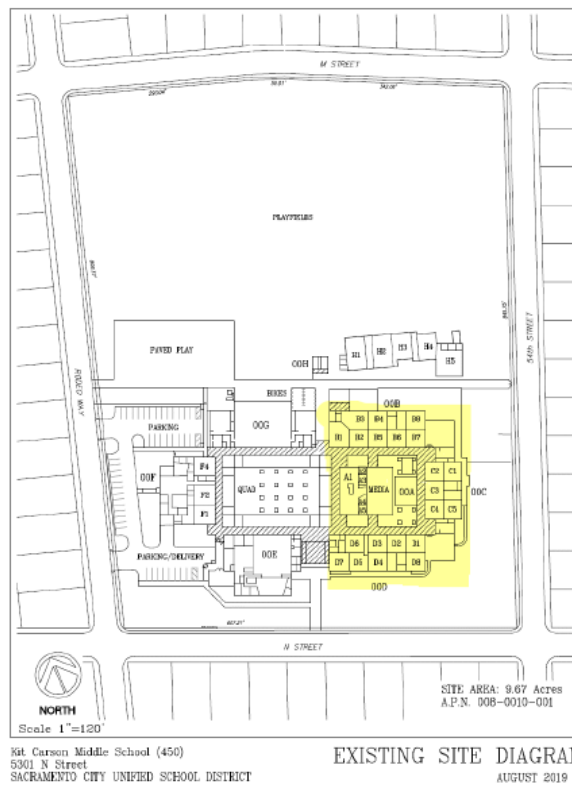 M STREET
PLAYFIELDS
54th STREET
RODEO WAY
PAVED PLAY
00H
H1
H2
H3
H4
H5
BIKES
00B
PARKING
00G
B3
B4
B8
B1
B2
B5
B6
B7
00F
F4
F2
F1
QUAD
A1
MEDIA
00A
C2
C1
C3
C4
C5
00C
PARKING/DELIVERY
00E
D6
D3
D2
D1
D7
D5
D4
D8
00D
N STREET
NORTH
Scale 1"=120'
SITE AREA: 9.67 Acres
A.P.N. 008-0010-001
Kit Carson Middle School (450)
5301 N Street
SACRAMENTO CITY UNIFIED SCHOOL DISTRICT
EXISTING SITE DIAGRAM
AUGUST 2019